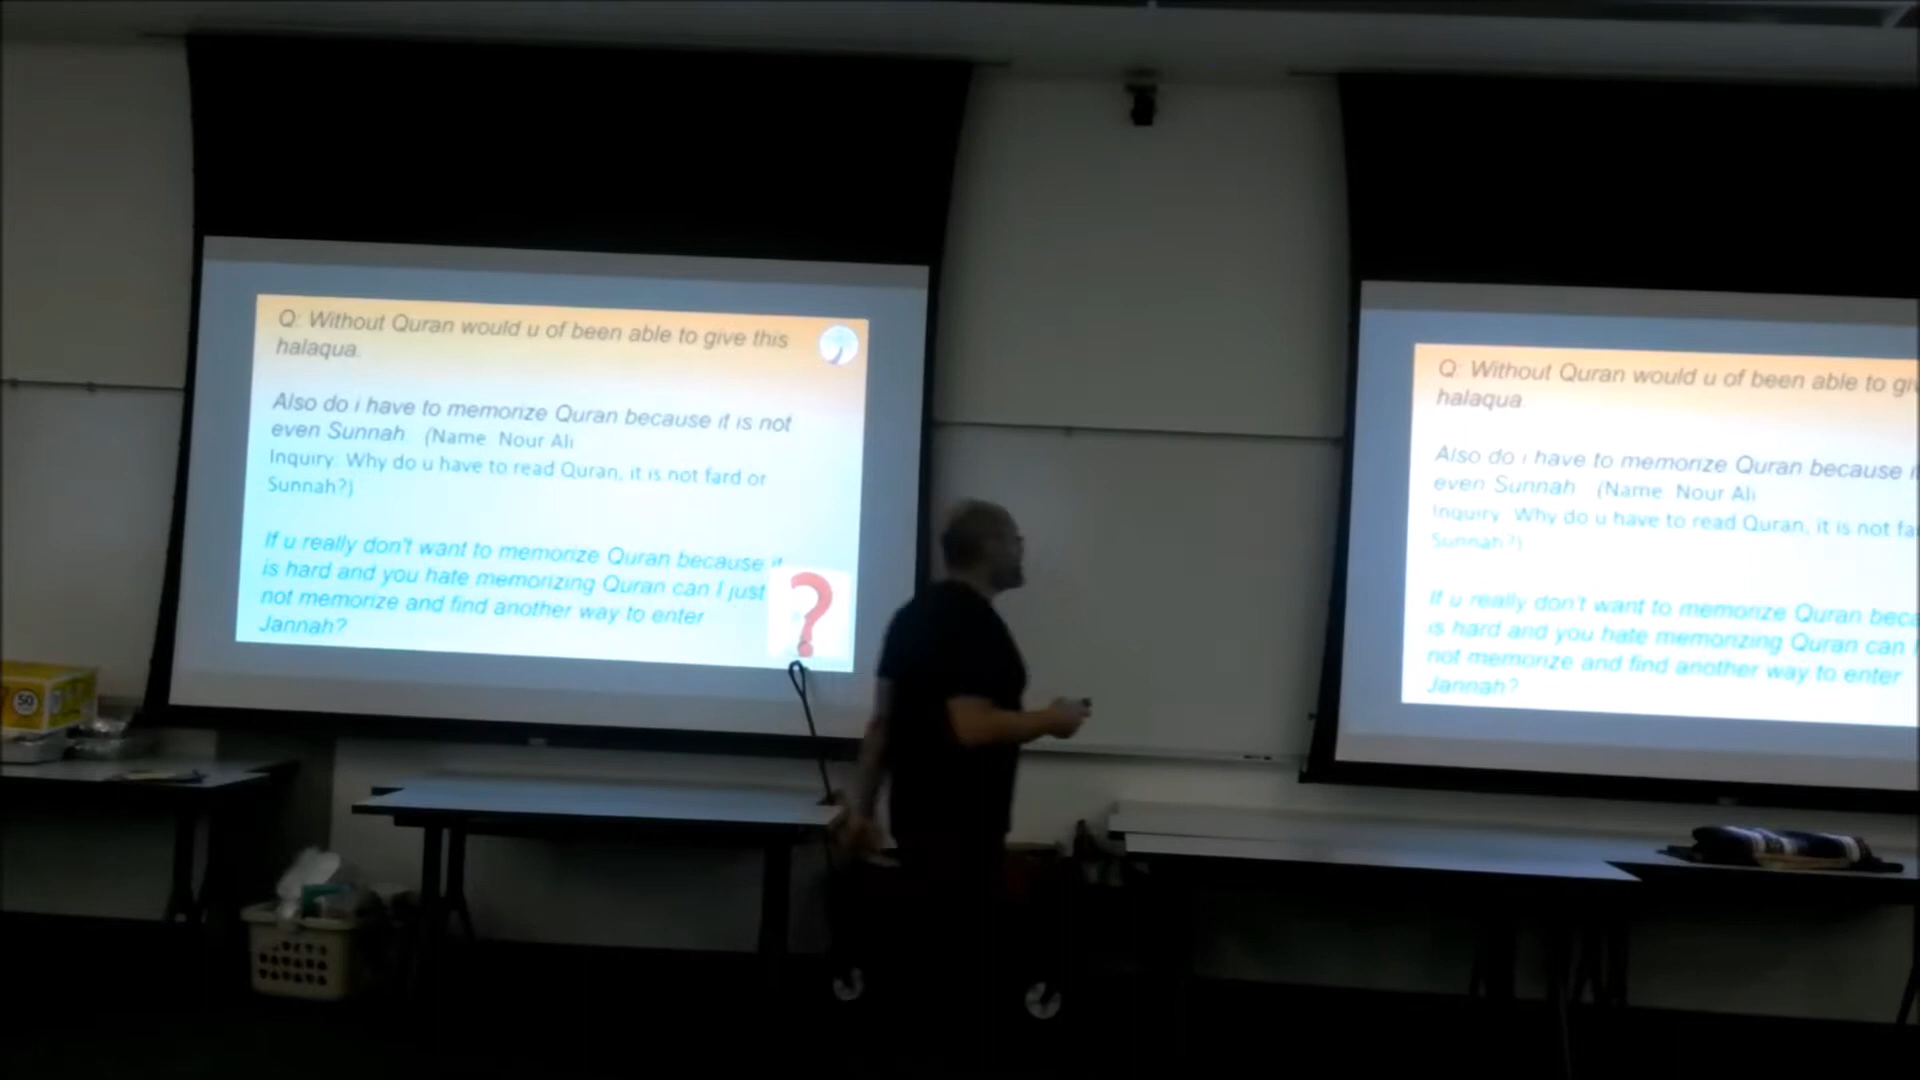 Q: Without Quran would u of been able to give this
halaqua.
Also do i have to memorize Quran because it is not
even Sunnah. (Name: Nour Ali
Inquiry: Why do u have to read Quran, it is not fard or
Sunnah?)
If u really don't want to memorize Quran because it
is hard and you hate memorizing Quran can I just
not memorize and find another way to enter
Jannah?
?
50
Q: Without Quran would u of been able to
halaqua.
Also do i have to memorize Quran because
even Sunnah. (Name: Nour Ali
Inquiry: Why do u have to read Quran, it is not
Sunnah?)
If u really don't want to memorize Quran
is hard and you hate memorizing Quran can
not memorize and find another way to enter
Jannah?